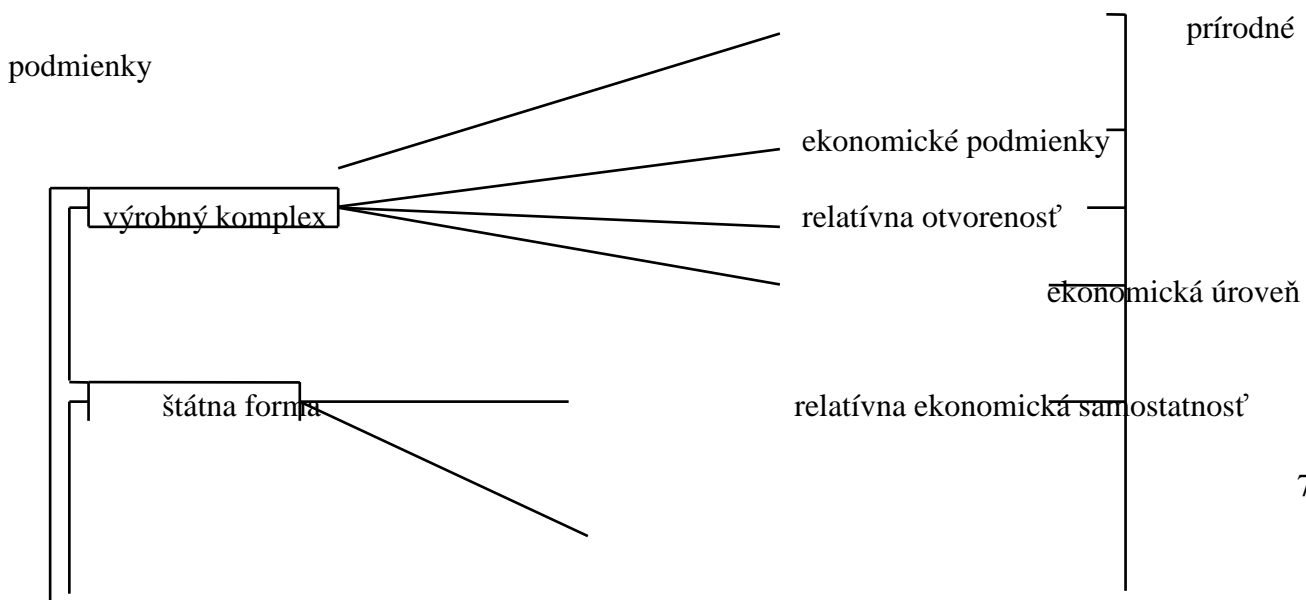 prírodné
podmienky
ekonomické podmienky
výrobný komplex
relatívna otvorenosť
ekonomická úroveň
štátna forma
relatívna ekonomická samostatnosť
7